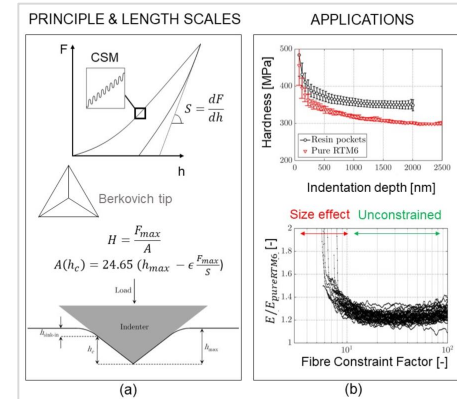 PRINCIPLE & LENGTH SCALES
F
CSM
S = dF/dh
h
Berkovich tip
H = F_max/A
A(h_c) = 24.65 (h_max − ϵ F_max/S)
Load
Indenter
h_c
h_max
(a)
APPLICATIONS
Hardness [MPa]
500
400
300
200
Resin pockets
Pure RTM6
0 500 1000 1500 2000 2500
Indentation depth [nm]
Size effect Unconstrained
E/E_pureRTM6 [-]
2
1.8
1.6
1.4
1.2
1
10^1 10^2
Fibre Constraint Factor [-]
(b)